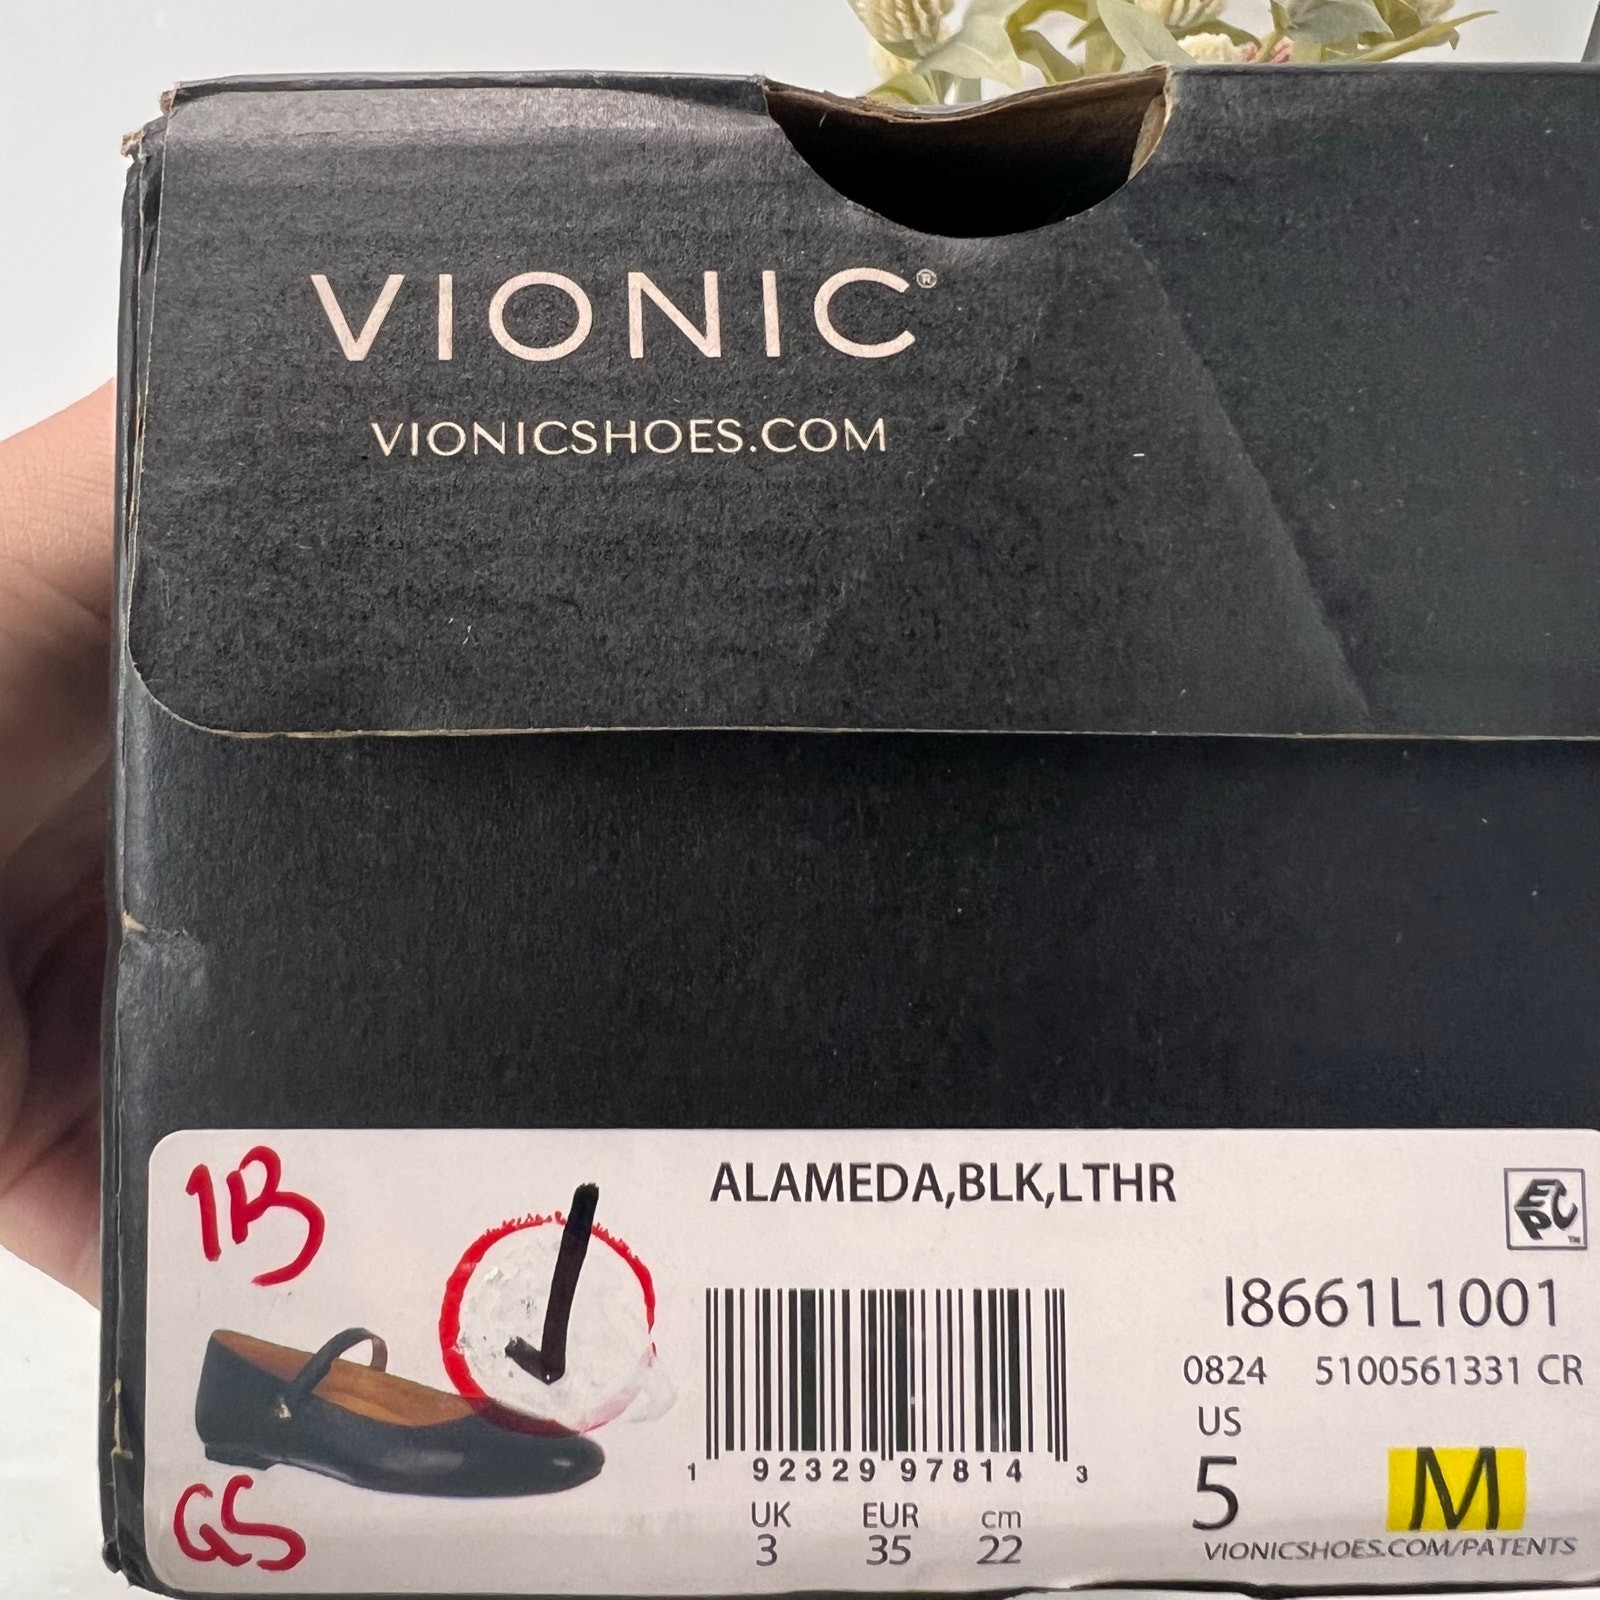 VIONIC®
VIONICSHOES.COM
1B
ALAMEDA,BLK,LTHR
EPC™
I8661L1001
0824 5100561331 CR
US
5 M
1 92329 97814 3
UK EUR cm
3 35 22
VIONICSHOES.COM/PATENTS
GS